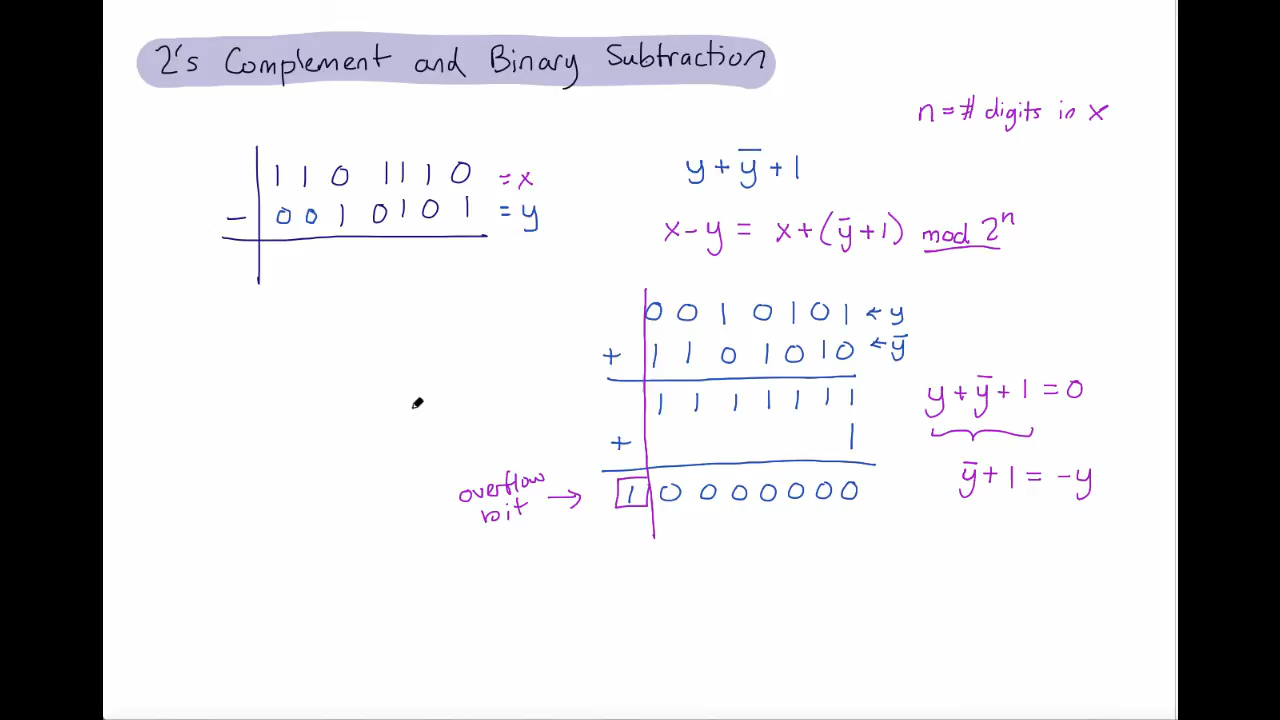 2's Complement and Binary Subtraction
n = # digits in x
1 1 0 1 1 1 0 = x
- 0 0 1 0 1 0 1 = y
y + y̅ + 1
x - y = x + (y̅ + 1) mod 2ⁿ
0 0 1 0 1 0 1 ← y
+ 1 1 0 1 0 1 0 ← y̅
1 1 1 1 1 1 1
+ 1
overflow bit → 1 0 0 0 0 0 0 0
y + y̅ + 1 = 0
y̅ + 1 = -y